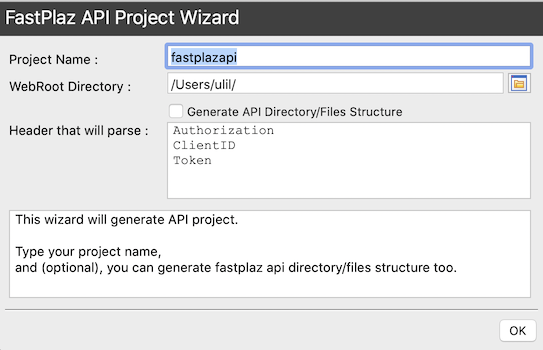 FastPlaz API Project Wizard
Project Name :
fastplazapi
WebRoot Directory :
/Users/ulil/
Generate API Directory/Files Structure
Header that will parse :
Authorization
ClientID
Token
This wizard will generate API project.
Type your project name,
and (optional), you can generate fastplaz api directory/files structure too.
OK